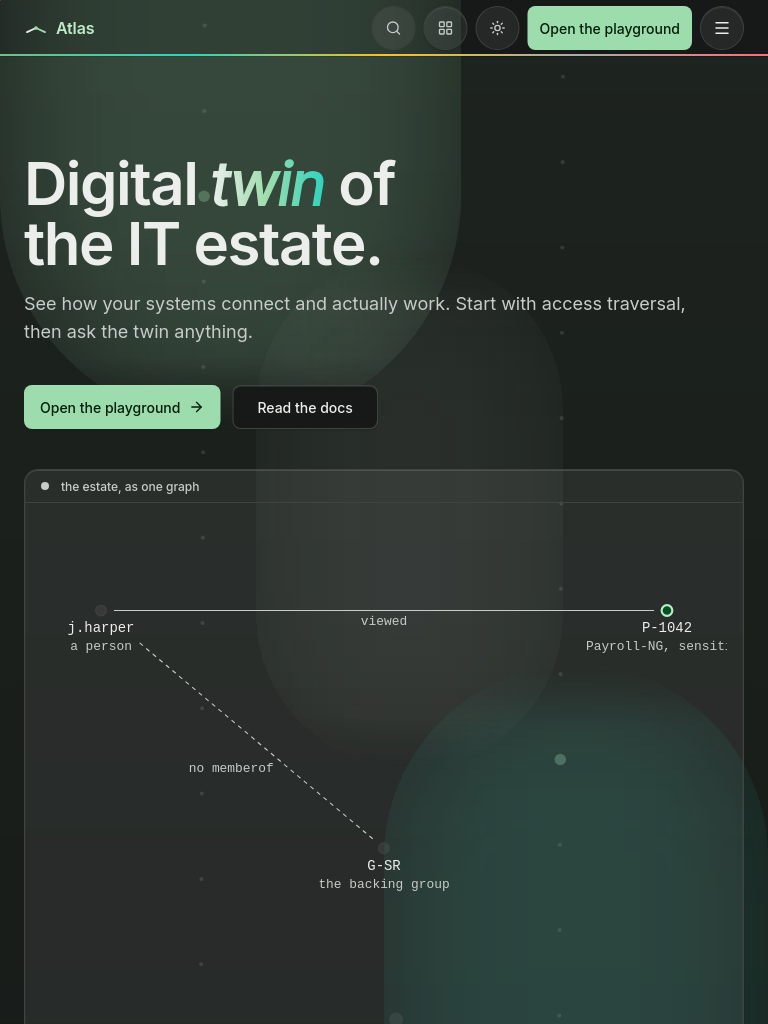 Atlas
Open the playground
Digital twin of
the IT estate.
See how your systems connect and actually work. Start with access traversal,
then ask the twin anything.
Open the playground
Read the docs
the estate, as one graph
viewed
j.harper
a person
P-1042
Payroll-NG,
no memberof
G-SR
the backing group